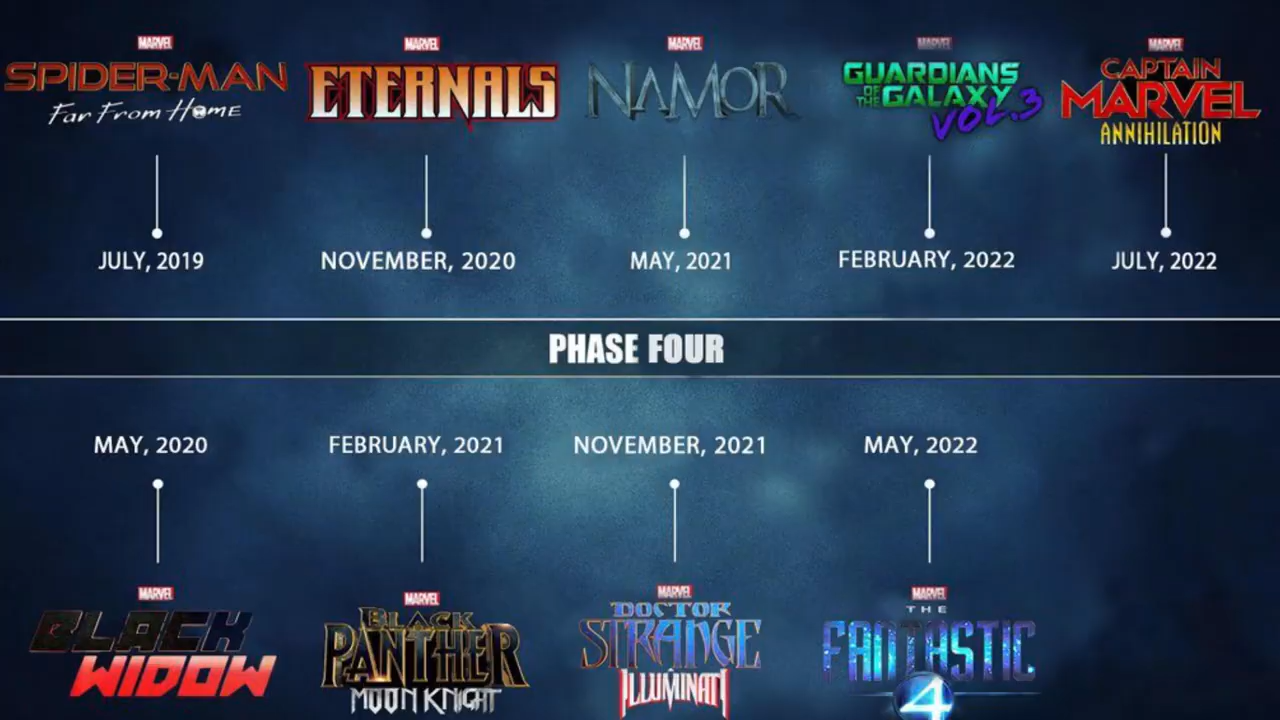 MARVEL
SPIDER-MAN
Far From Home
JULY, 2019
MARVEL
ETERNALS
NOVEMBER, 2020
MARVEL
NAMOR
MAY, 2021
MARVEL
GUARDIANS
OF THE GALAXY
VOL.3
FEBRUARY, 2022
MARVEL
CAPTAIN
MARVEL
ANNIHILATION
JULY, 2022
PHASE FOUR
MAY, 2020
MARVEL
BLACK
WIDOW
FEBRUARY, 2021
MARVEL
BLACK
PANTHER
MOON KNIGHT
NOVEMBER, 2021
MARVEL
DOCTOR
STRANGE
ILLUMINATI
MAY, 2022
MARVEL
THE
FANTASTIC
4